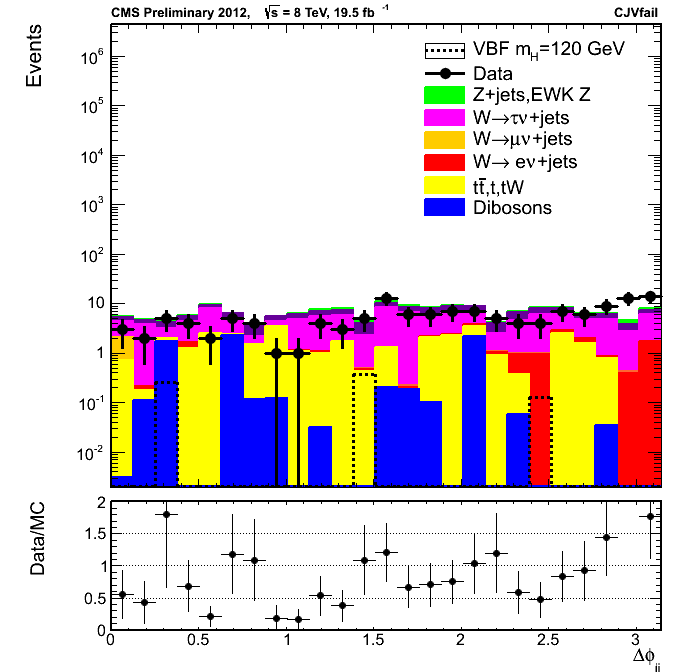 CMS Preliminary 2012, √s = 8 TeV, 19.5 fb⁻¹ CJVfail
Events
10⁶
10⁵
10⁴
10³
10²
10
1
10⁻¹
10⁻²
VBF m_H=120 GeV
Data
Z+jets,EWK Z
W→τν+jets
W→μν+jets
W→ eν+jets
tt̄,t,tW
Dibosons
Data/MC
2
1.5
1
0.5
0
0 0.5 1 1.5 2 2.5 3
Δϕ_jj